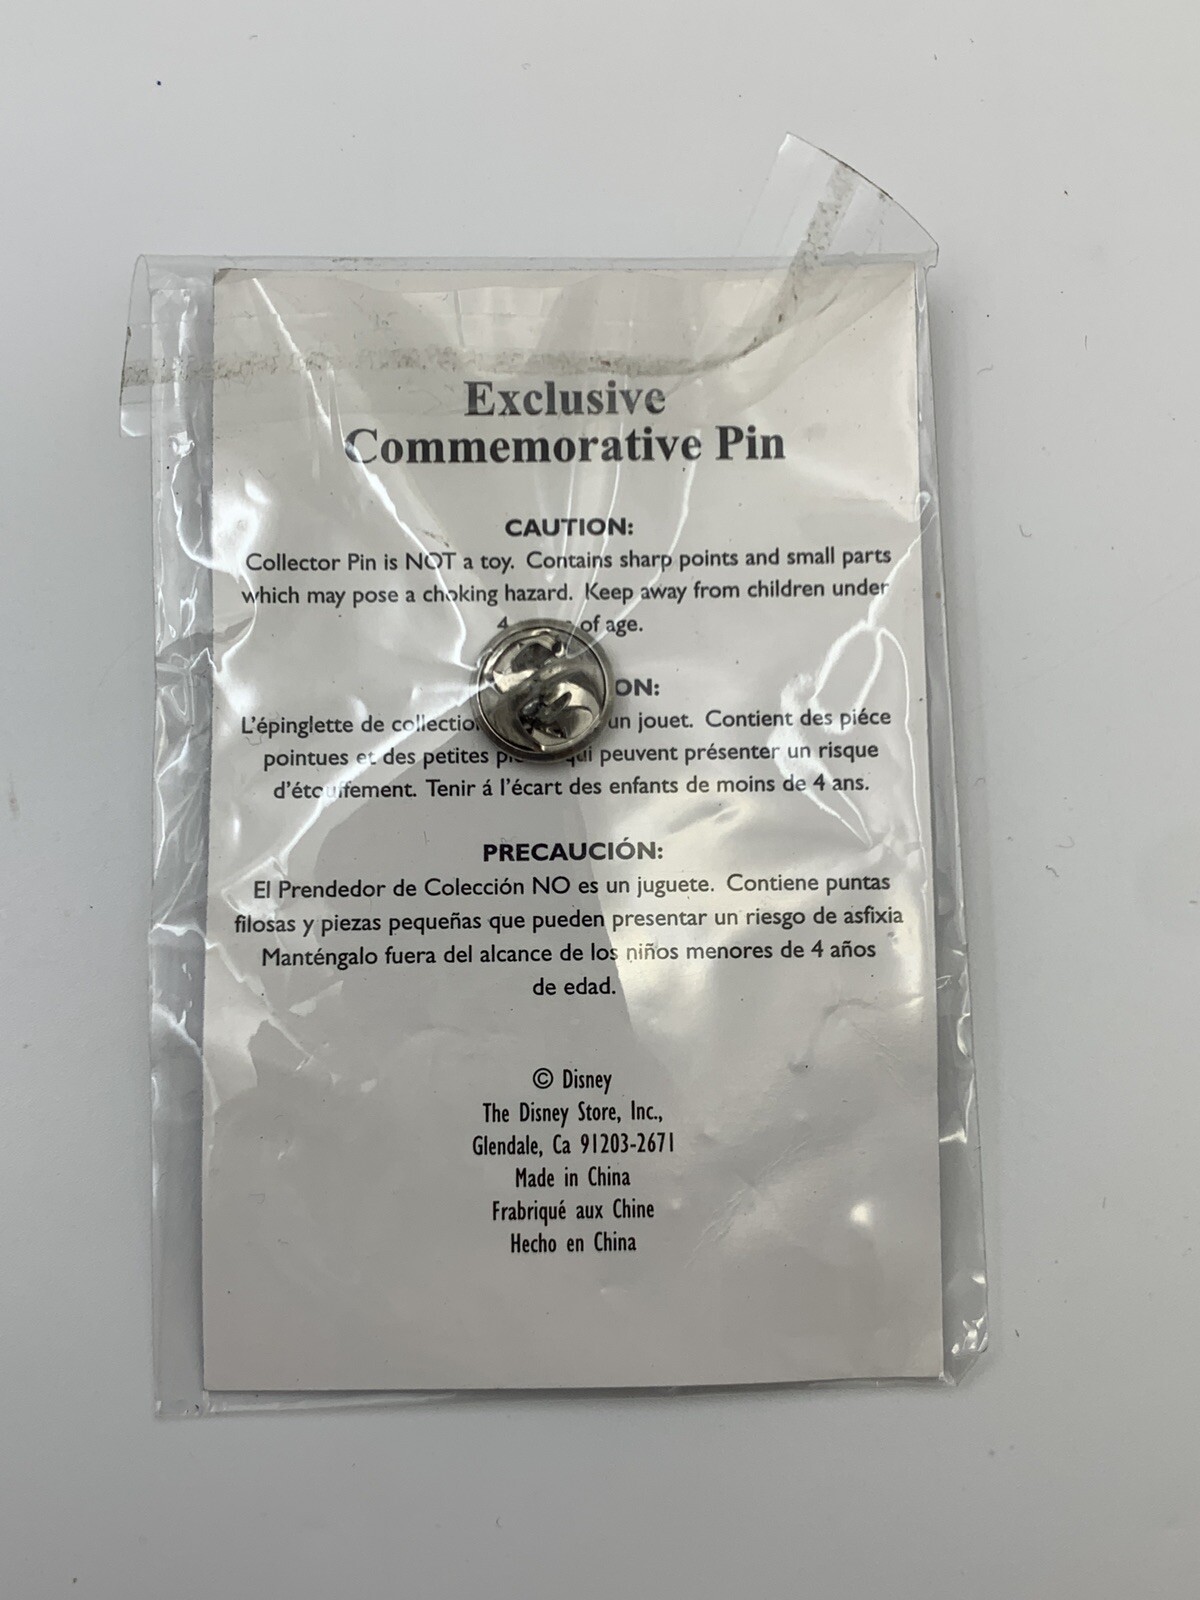 Exclusive
Commemorative Pin
CAUTION:
Collector Pin is NOT a toy. Contains sharp points and small parts
which may pose a choking hazard. Keep away from children under
4 of age.
ON:
L'épinglette de collection un jouet. Contient des piéce
pointues et des petites qui peuvent présenter un risque
d'étouffement. Tenir á l'écart des enfants de moins de 4 ans.
PRECAUCIÓN:
El Prendedor de Colección NO es un juguete. Contiene puntas
filosas y piezas pequeñas que pueden presentar un riesgo de asfixia
Manténgalo fuera del alcance de los niños menores de 4 años
de edad.
© Disney
The Disney Store, Inc.,
Glendale, Ca 91203-2671
Made in China
Frabriqué aux Chine
Hecho en China